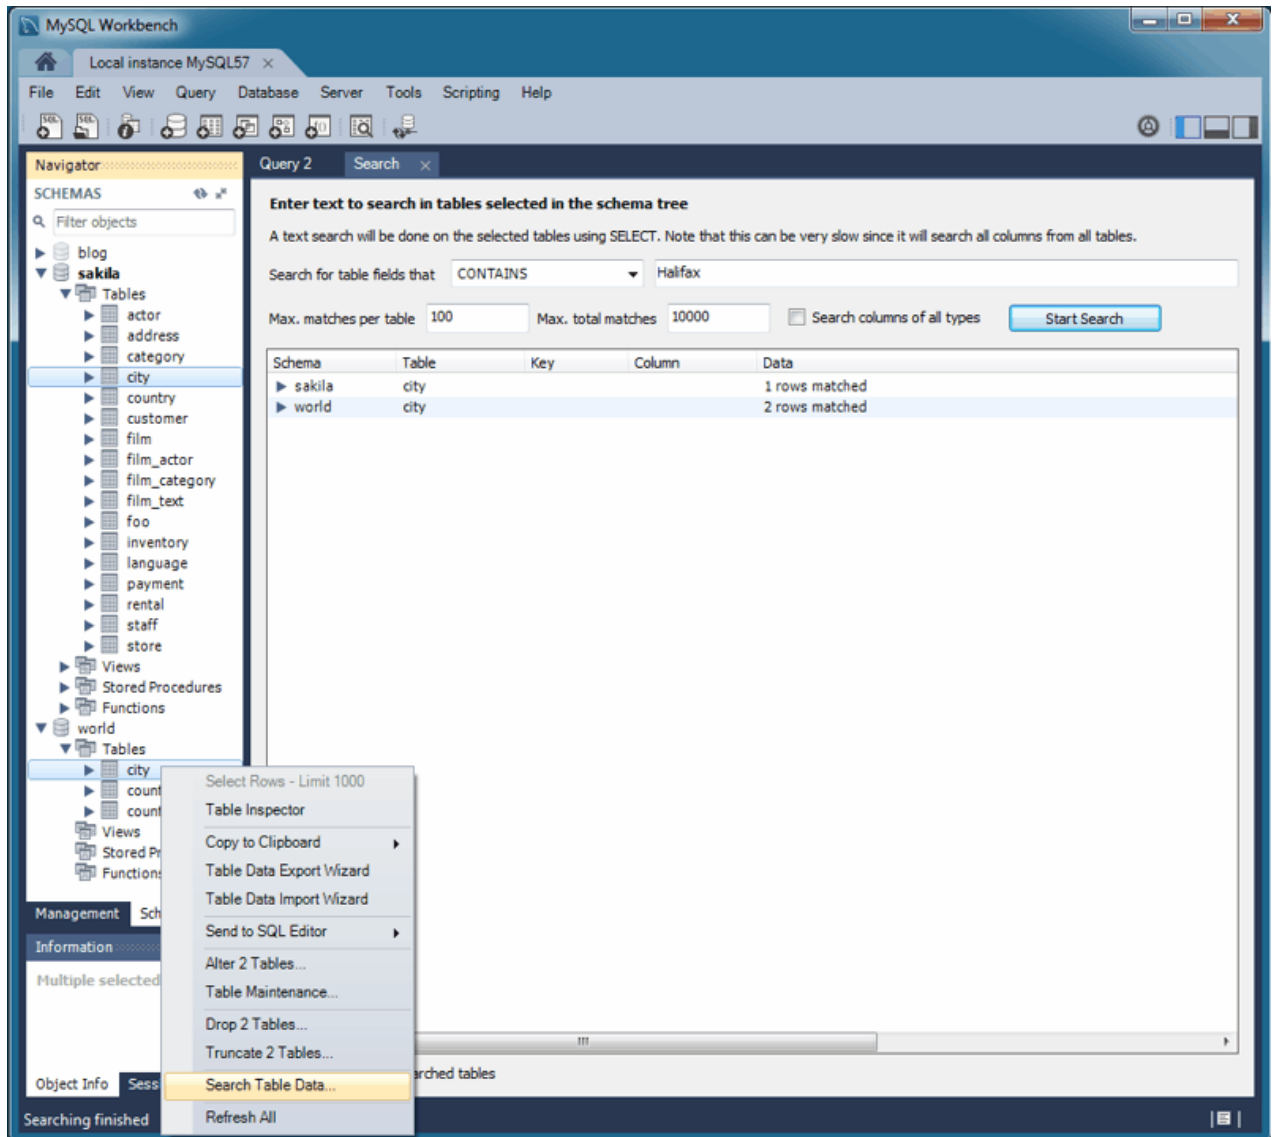 MySQL Workbench
Local instance MySQL57
File Edit View Query Database Server Tools Scripting Help
Navigator
SCHEMAS
Filter objects
blog
sakila
Tables
actor
address
category
city
country
customer
film
film_actor
film_category
film_text
foo
inventory
language
payment
rental
staff
store
Views
Stored Procedures
Functions
world
Tables
city
count
count
Views
Stored Pr
Functions
Management Sch
Information
Multiple selected
Object Info Sess
Searching finished
Query 2 Search
Enter text to search in tables selected in the schema tree
A text search will be done on the selected tables using SELECT. Note that this can be very slow since it will search all columns from all tables.
Search for table fields that CONTAINS Halifax
Max. matches per table 100 Max. total matches 10000 Search columns of all types Start Search
Schema Table Key Column Data
sakila city 1 rows matched
world city 2 rows matched
arched tables
Select Rows - Limit 1000
Table Inspector
Copy to Clipboard
Table Data Export Wizard
Table Data Import Wizard
Send to SQL Editor
Alter 2 Tables...
Table Maintenance...
Drop 2 Tables...
Truncate 2 Tables...
Search Table Data...
Refresh All